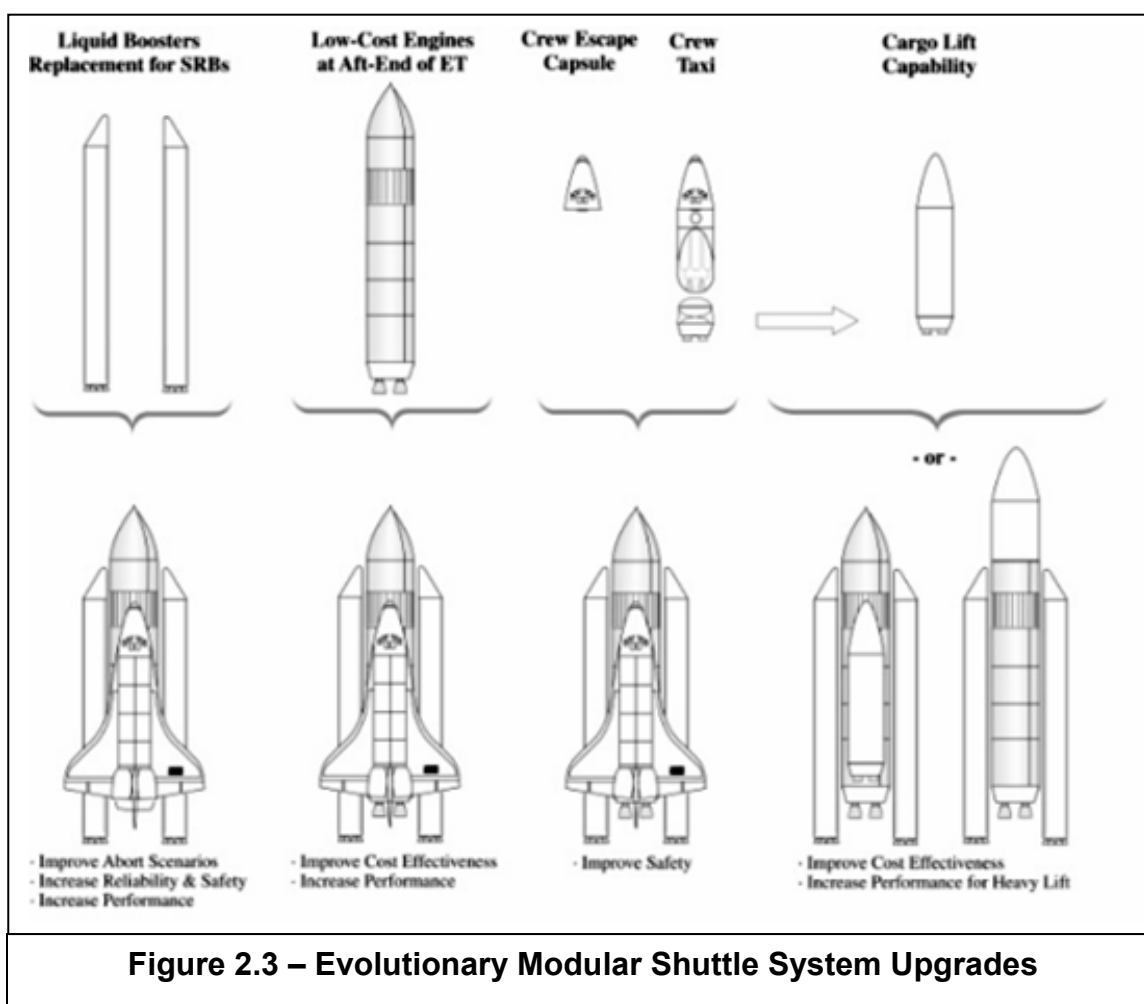 Liquid Boosters
Replacement for SRBs
Low-Cost Engines
at Aft-End of ET
Crew Escape
Capsule
Crew
Taxi
Cargo Lift
Capability
- or -
- Improve Abort Scenarios
- Increase Reliability & Safety
- Increase Performance
- Improve Cost Effectiveness
- Increase Performance
- Improve Safety
- Improve Cost Effectiveness
- Increase Performance for Heavy Lift
Figure 2.3 – Evolutionary Modular Shuttle System Upgrades